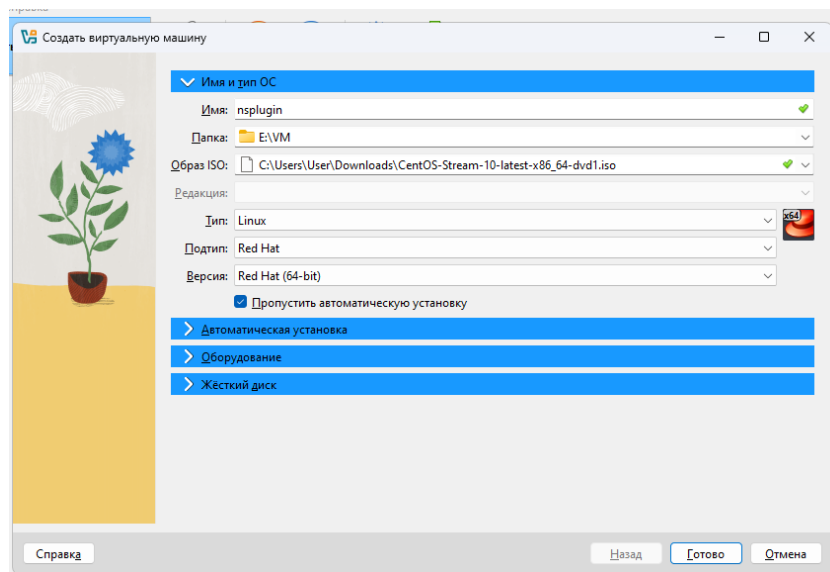 Создать виртуальную машину
Имя и тип ОС
Имя: nsplugin
Папка: E:\VM
Образ ISO: C:\Users\User\Downloads\CentOS-Stream-10-latest-x86_64-dvd1.iso
Редакция:
Тип: Linux
x64
Подтип: Red Hat
Версия: Red Hat (64-bit)
Пропустить автоматическую установку
Автоматическая установка
Оборудование
Жёсткий диск
Справка Назад Готово Отмена